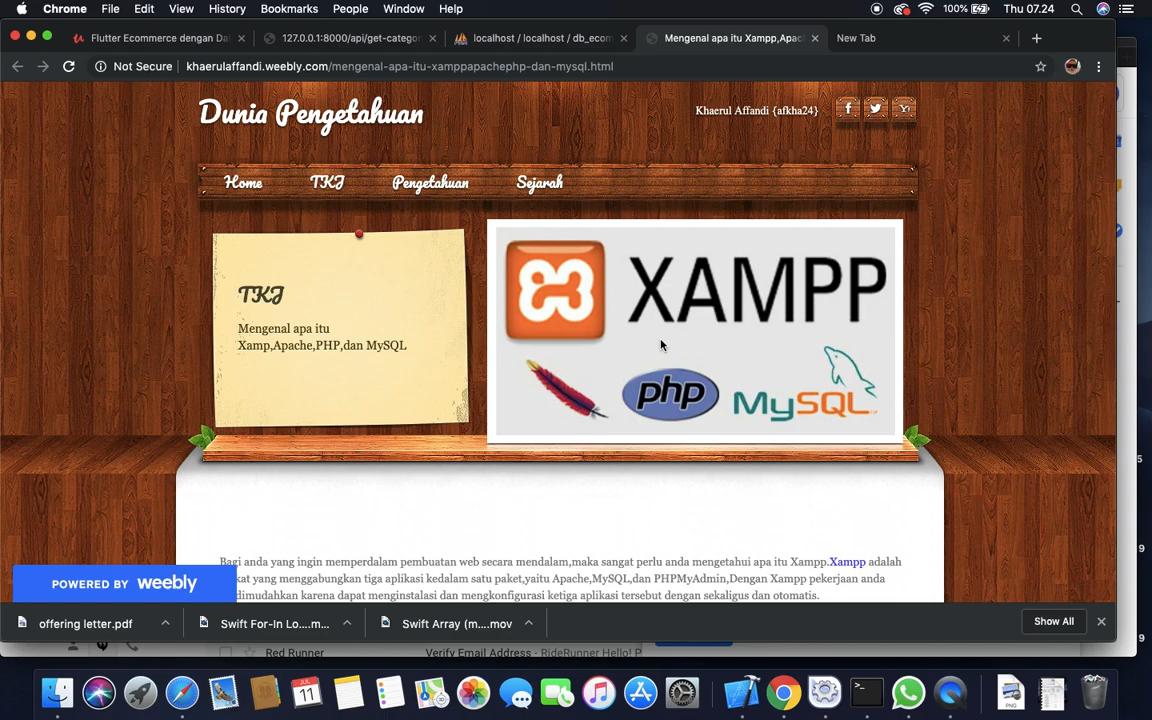 Chrome File Edit View History Bookmarks People Window Help 100% Thu 07.24
Flutter Ecommerce dengan Da
127.0.0.1:8000/api/get-categor
localhost / localhost / db_ecom
Mengenal apa itu Xampp,Apac
New Tab
Not Secure khaerulaffandi.weebly.com/mengenal-apa-itu-xamppapachephp-dan-mysql.html
Dunia Pengetahuan
Khaerul Affandi {afkha24}
Home TKJ Pengetahuan Sejarah
TKJ
Mengenal apa itu
Xamp,Apache,PHP,dan MySQL
XAMPP
php
MySQL
Bagi anda yang ingin memperdalam pembuatan web secara mendalam,maka sangat perlu anda mengetahui apa itu Xampp.Xampp adalah
kat yang menggabungkan tiga aplikasi kedalam satu paket,yaitu Apache,MySQL,dan PHPMyAdmin,Dengan Xampp pekerjaan anda
dimudahkan karena dapat menginstalasi dan mengkonfigurasi ketiga aplikasi tersebut dengan sekaligus dan otomatis.
POWERED BY weebly
offering letter.pdf
Swift For-In Lo....m...
Swift Array (m....mov
Show All
Red Runner Verify Email Address - RideRunner Hello! P
JUL
11
PNG